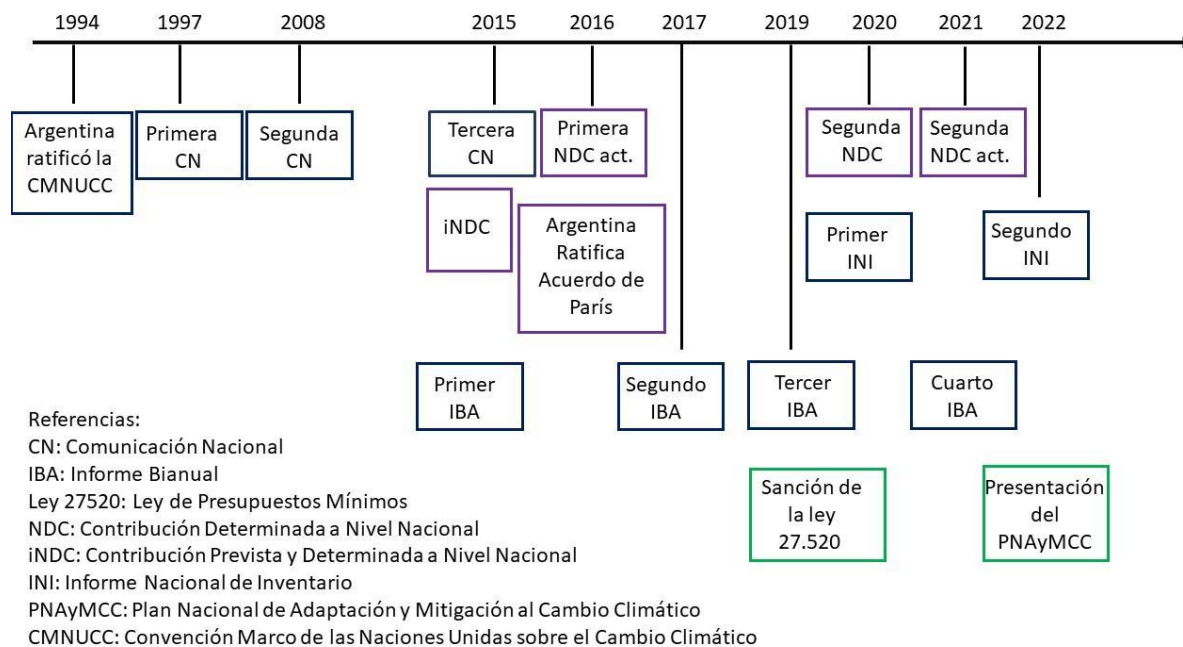 1994 1997 2008 2015 2016 2017 2019 2020 2021 2022
Argentina
ratificó la
CMNUCC
Primera
CN
Segunda
CN
Tercera
CN
Primera
NDC act.
Segunda
NDC
Segunda
NDC act.
iNDC
Argentina
Ratifica
Acuerdo de
París
Primer
INI
Segundo
INI
Primer
IBA
Segundo
IBA
Tercer
IBA
Cuarto
IBA
Sanción de
la ley
27.520
Presentación
del
PNAyMCC
Referencias:
CN: Comunicación Nacional
IBA: Informe Bianual
Ley 27520: Ley de Presupuestos Mínimos
NDC: Contribución Determinada a Nivel Nacional
iNDC: Contribución Prevista y Determinada a Nivel Nacional
INI: Informe Nacional de Inventario
PNAyMCC: Plan Nacional de Adaptación y Mitigación al Cambio Climático
CMNUCC: Convención Marco de las Naciones Unidas sobre el Cambio Climático